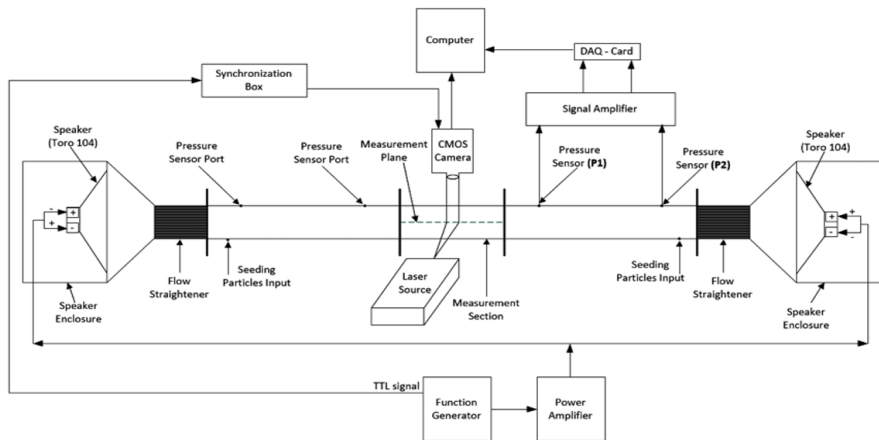 Computer
DAQ - Card
Synchronization
Box
Signal Amplifier
Speaker
(Toro 104)
Pressure
Sensor Port
Pressure
Sensor Port
Measurement
Plane
CMOS
Camera
Pressure
Sensor (P1)
Pressure
Sensor (P2)
Speaker
(Toro 104)
-
+
+
-
+
-
+
-
Flow
Straightener
Seeding
Particles Input
Laser
Source
Measurement
Section
Seeding
Particles Input
Flow
Straightener
Speaker
Enclosure
Speaker
Enclosure
TTL signal
Function
Generator
Power
Amplifier